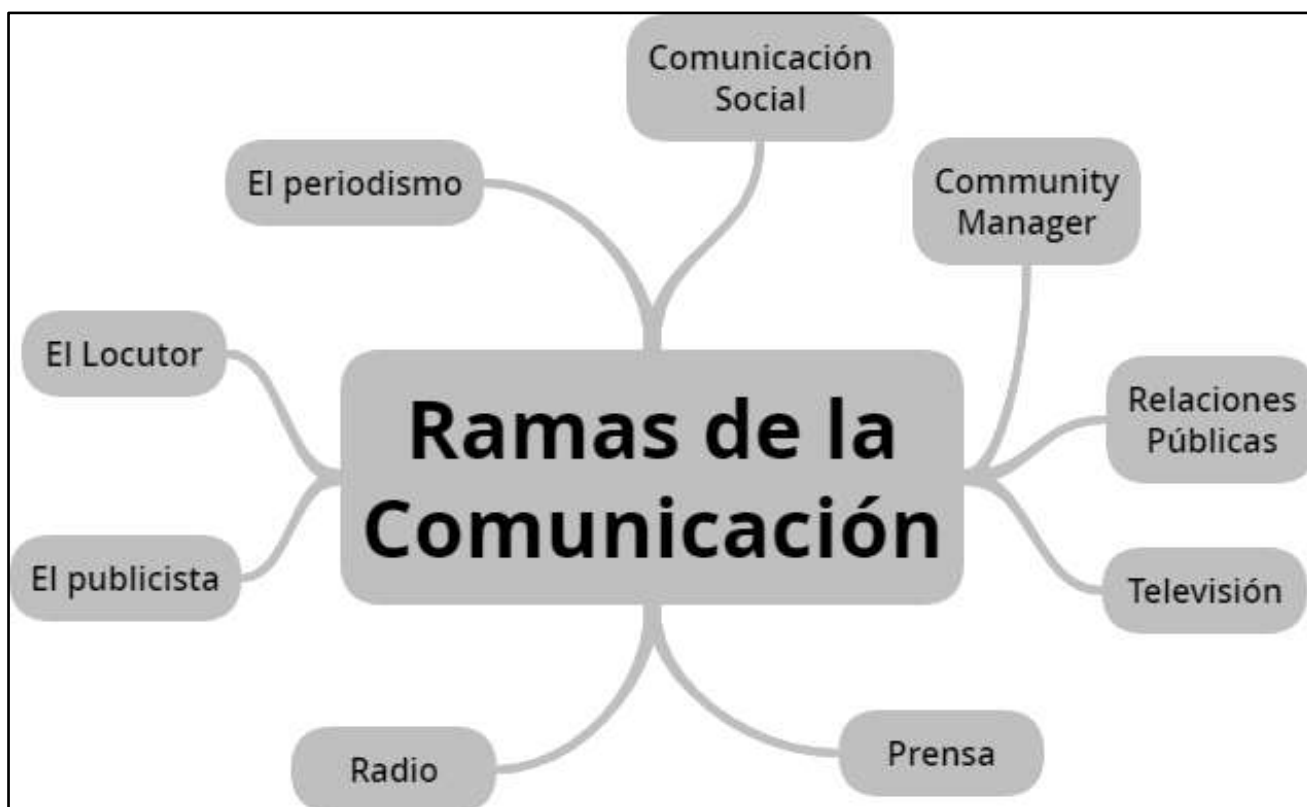 Comunicación
Social
El periodismo
Community
Manager
El Locutor
Ramas de la
Comunicación
Relaciones
Públicas
El publicista
Televisión
Radio
Prensa